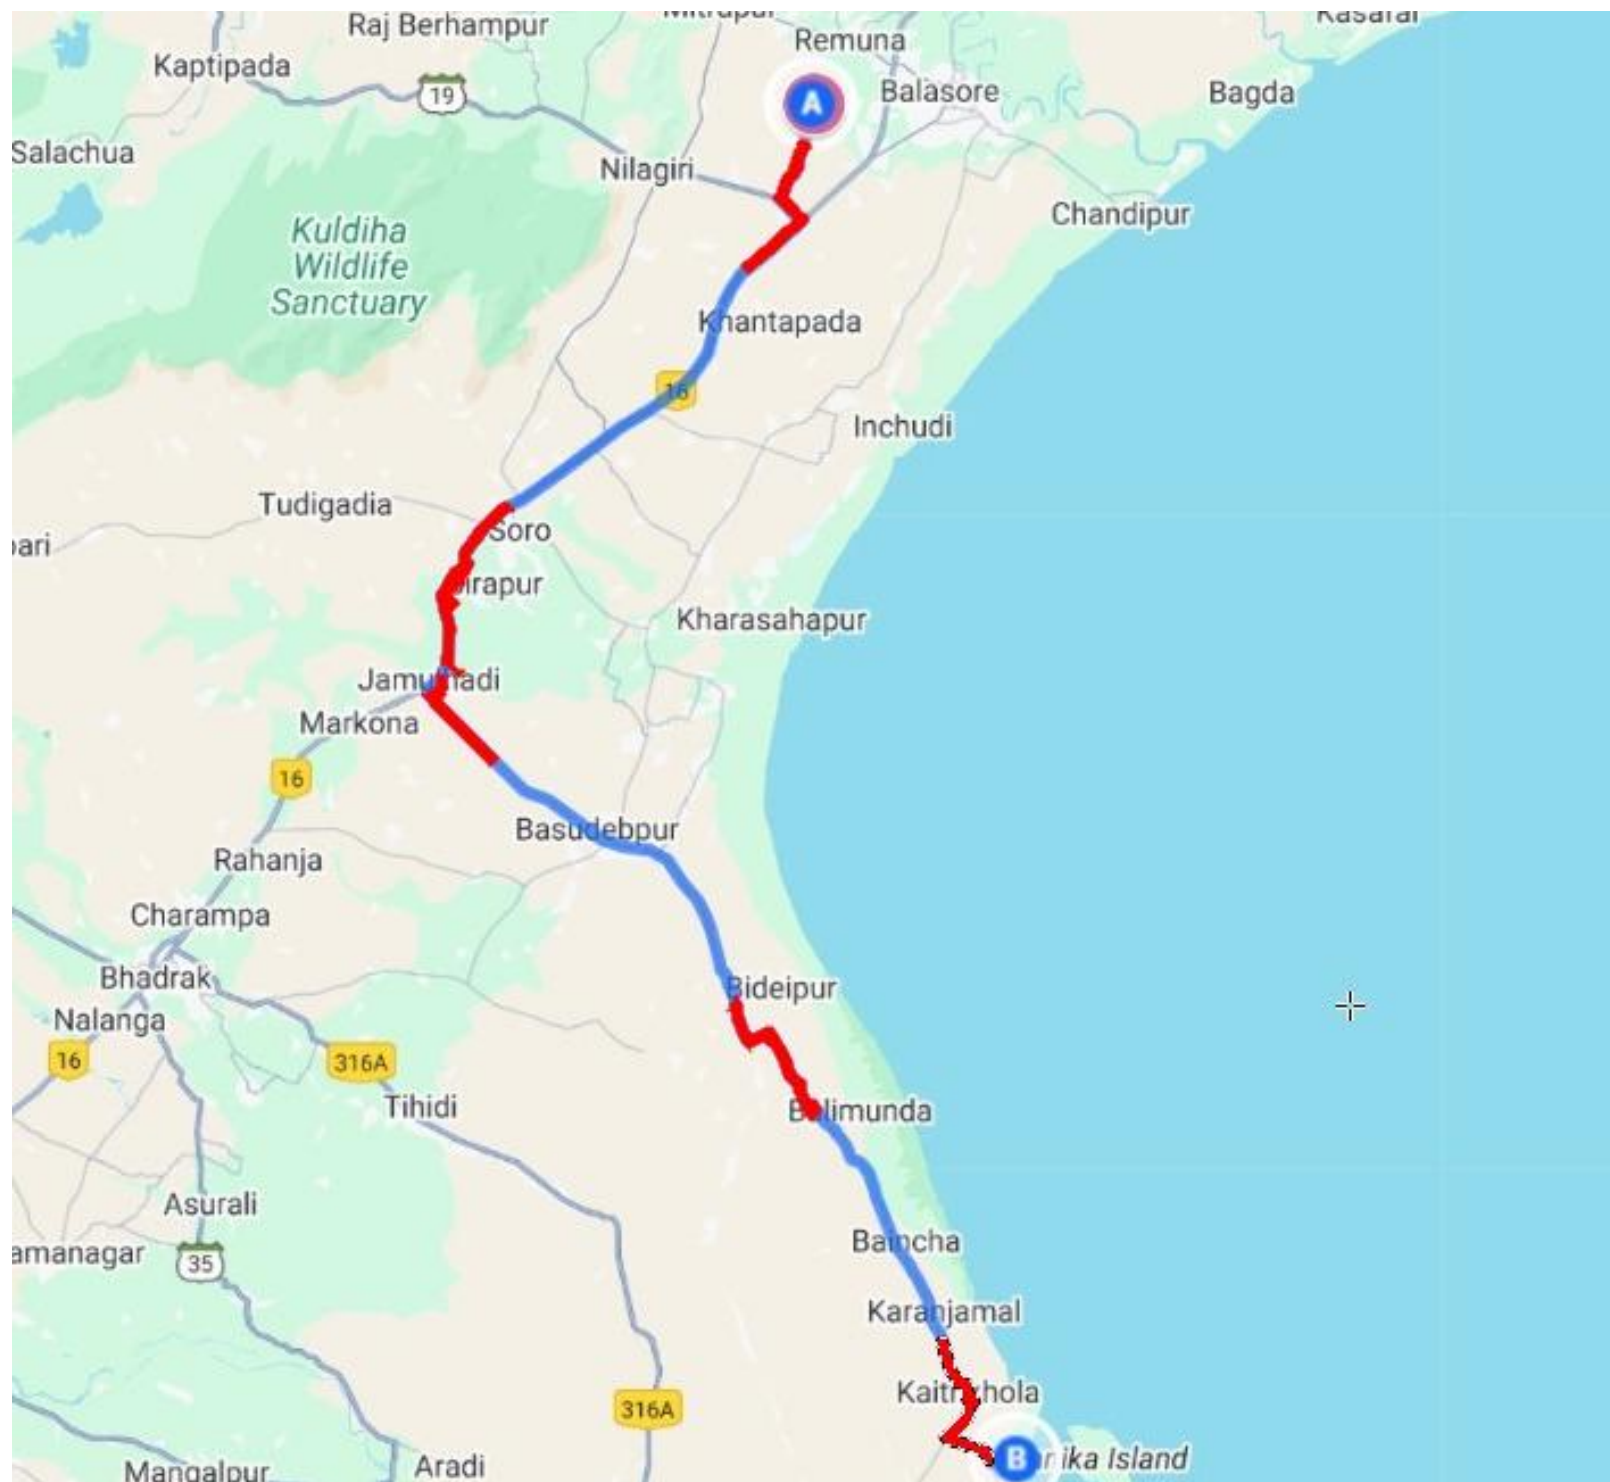 Raj Berhampur
Remuna
Kaptipada
19
A
Balasore
Bagda
Salachua
Nilagiri
Chandipur
Kuldiha
Wildlife
Sanctuary
Khantapada
16
Inchudi
Tudigadia
Soro
Kharasahapur
Markona
16
Basudebpur
Rahanja
Charampa
Bhadrak
Bideipur
Nalanga
16
316A
Tihidi
Asurali
Baincha
35
Karanjamal
316A
B
Island
Aradi
Mangalpur